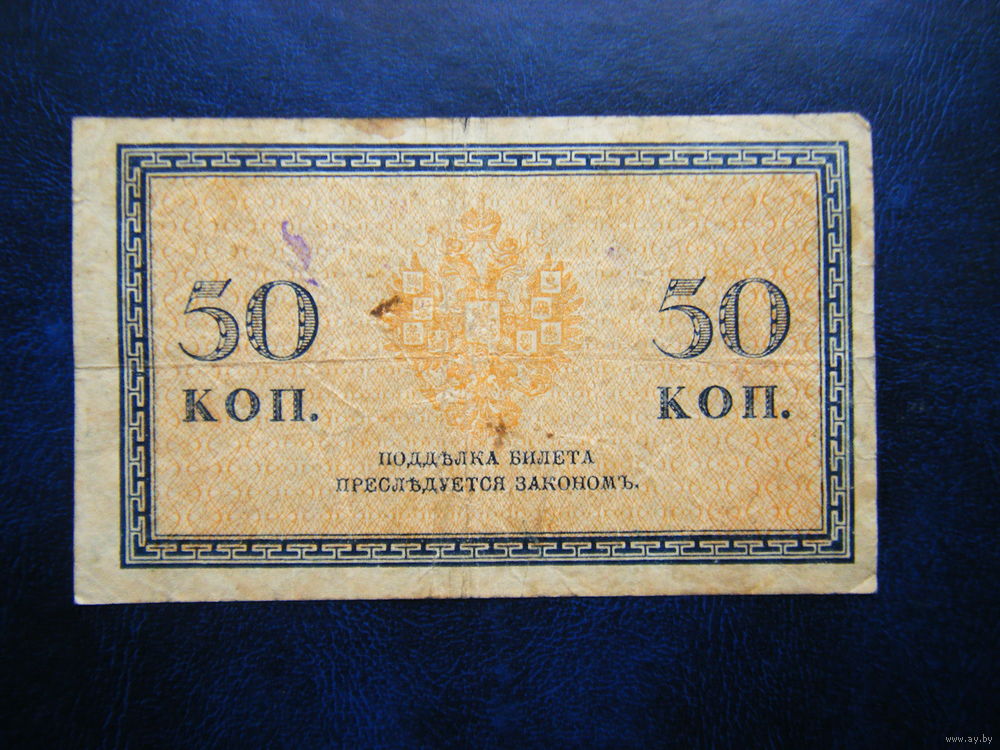 50 50
КОП. КОП.
ПОДДѢЛКА БИЛЕТА
ПРЕСЛѢДУЕТСЯ ЗАКОНОМЪ.
www.ay.by